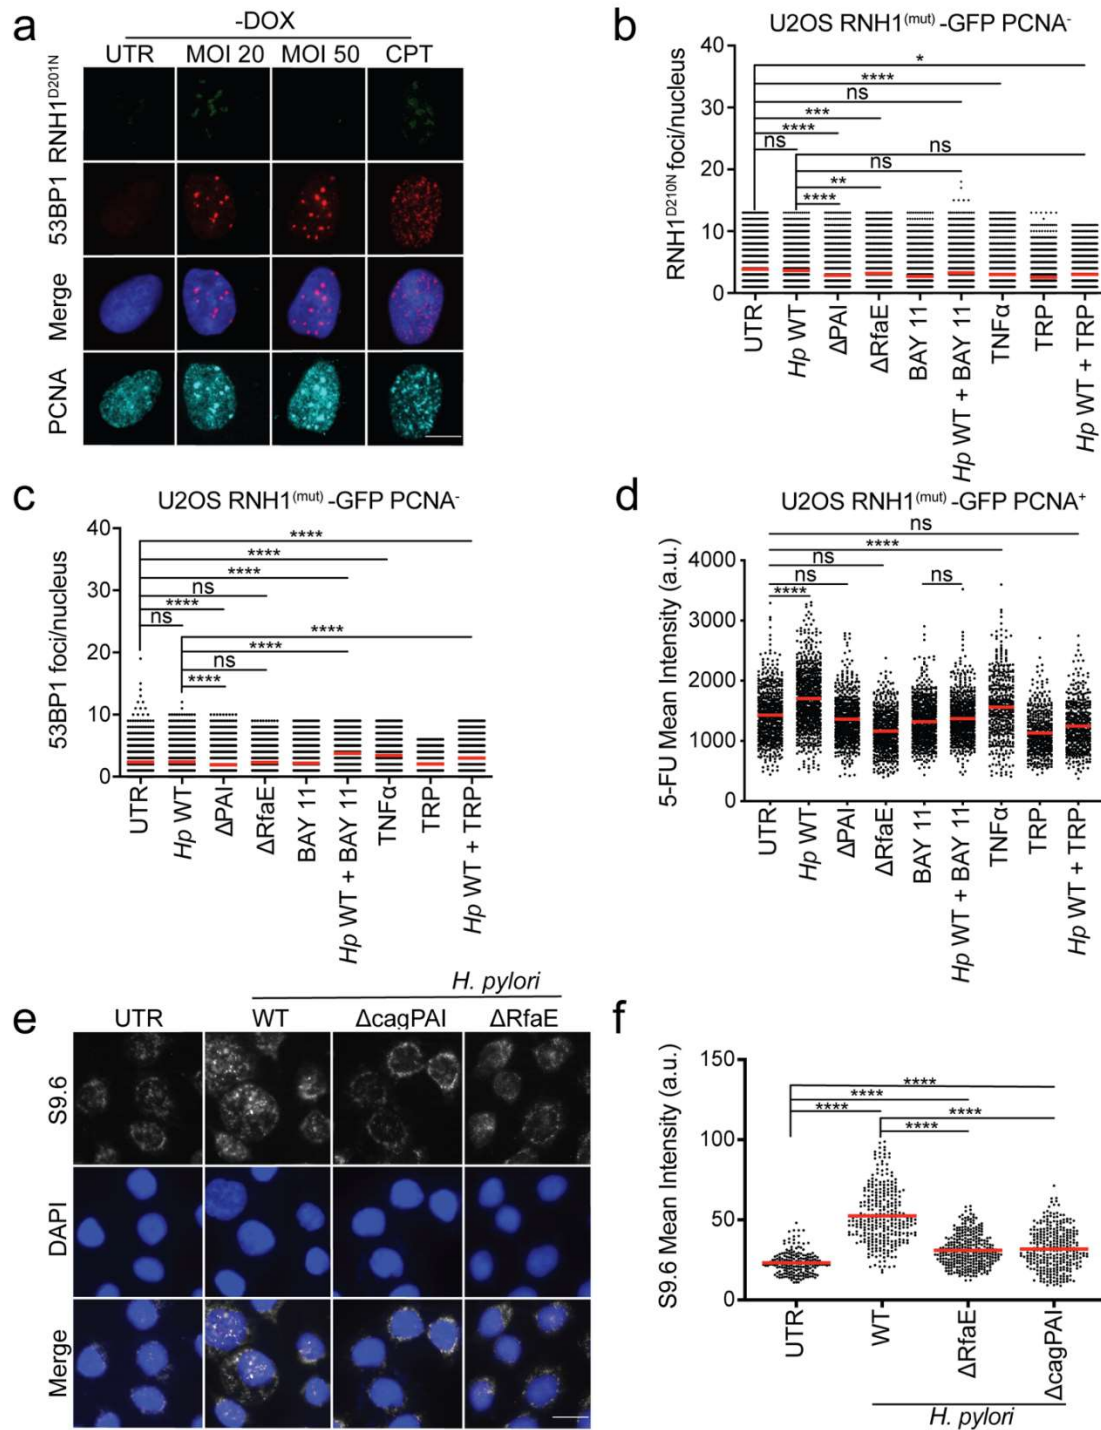 a
-DOX
UTR MOI 20 MOI 50 CPT
RNH1^D201N
53BP1
Merge
PCNA
b
U2OS RNH1^(mut) -GFP PCNA^-
RNH1^D210N foci/nucleus
40
30
20
10
0
*
****
ns
***
****
ns
ns
ns
**
****
UTR
Hp WT
ΔPAI
ΔRfaE
BAY 11
Hp WT + BAY 11
TNFα
TRP
Hp WT + TRP
c
U2OS RNH1^(mut) -GFP PCNA^-
53BP1 foci/nucleus
40
30
20
10
0
****
****
****
ns
****
ns
****
****
ns
****
UTR
Hp WT
ΔPAI
ΔRfaE
BAY 11
Hp WT + BAY 11
TNFα
TRP
Hp WT + TRP
d
U2OS RNH1^(mut) -GFP PCNA^+
5-FU Mean Intensity (a.u.)
4000
3000
2000
1000
0
ns
****
ns
ns
ns
****
UTR
Hp WT
ΔPAI
ΔRfaE
BAY 11
Hp WT + BAY 11
TNFα
TRP
Hp WT + TRP
e
H. pylori
UTR WT ΔcagPAI ΔRfaE
S9.6
DAPI
Merge
f
S9.6 Mean Intensity (a.u.)
150
100
50
0
****
****
****
****
****
UTR
WT
ΔRfaE
ΔcagPAI
H. pylori